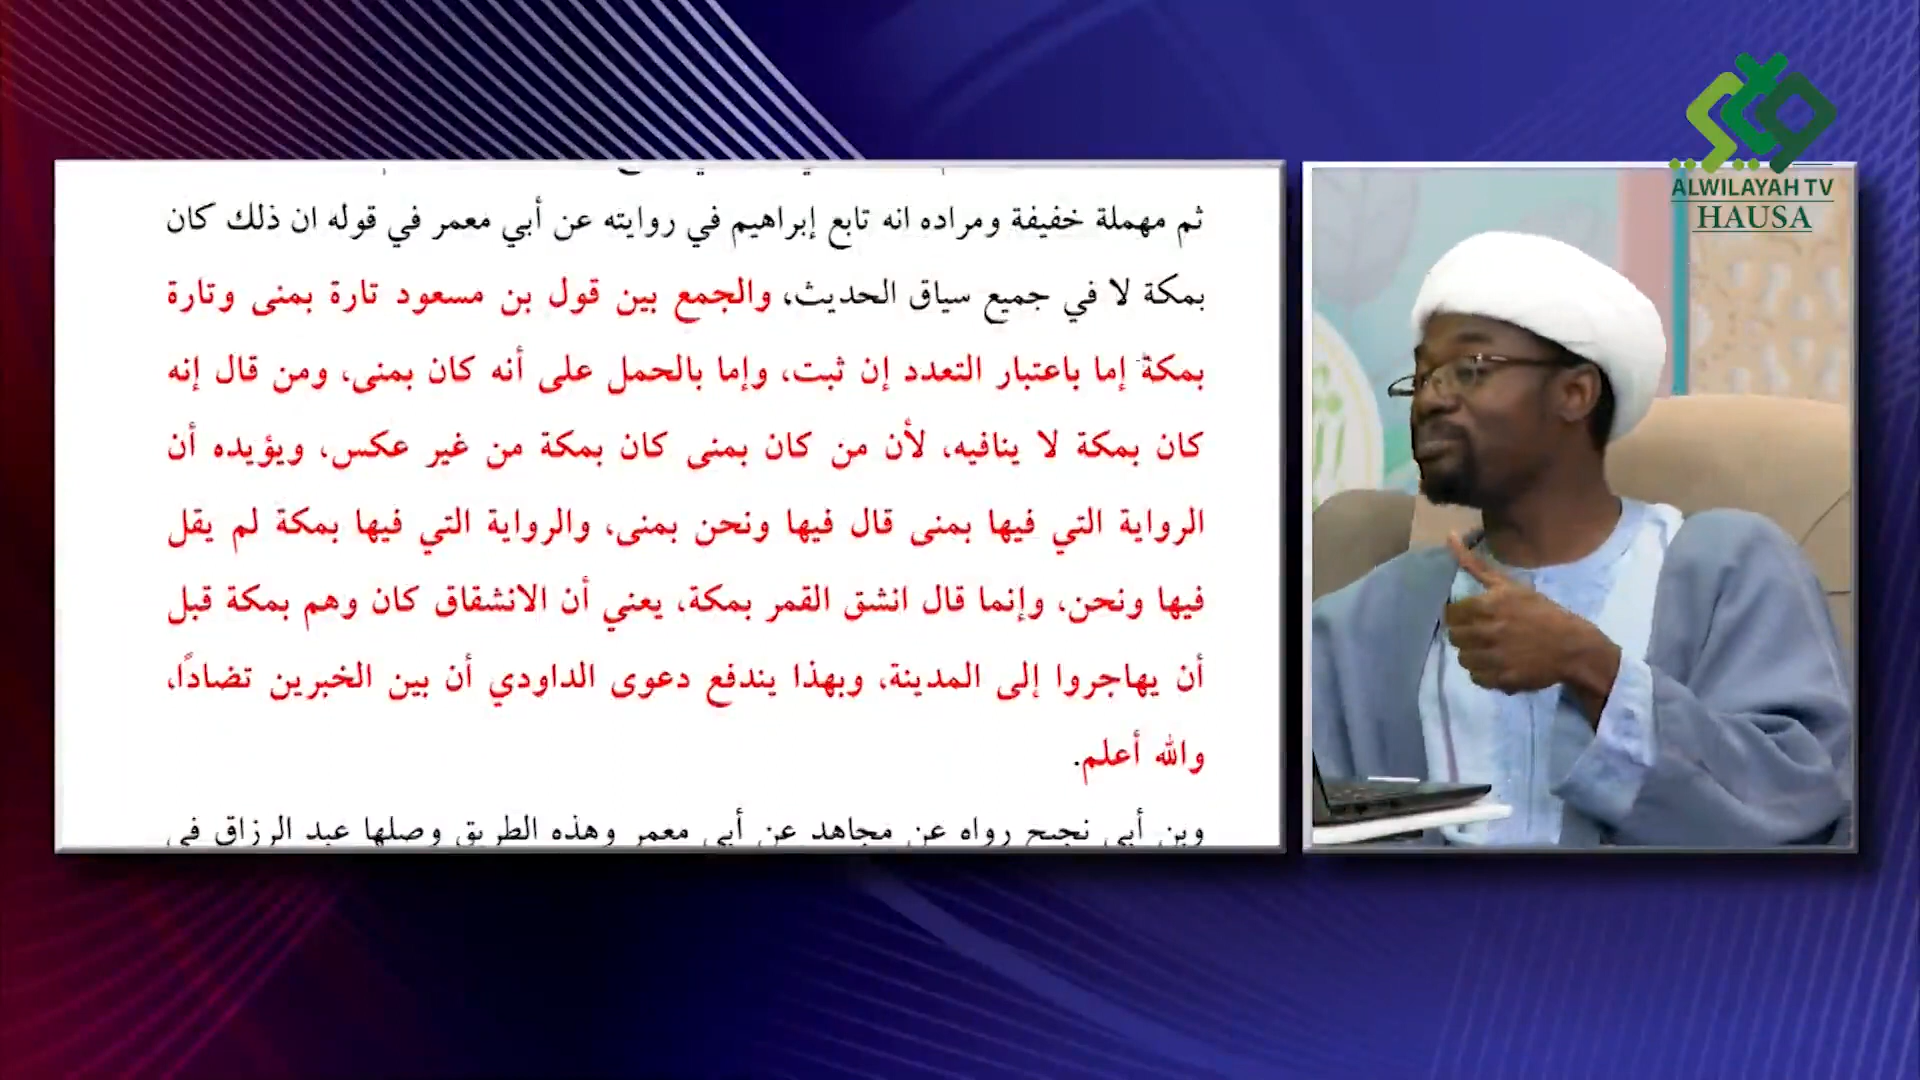 ثم مهملة خفيفة ومراده انه تابع إبراهيم في روايته عن أبي معمر في قوله ان ذلك كان
بمكة لا في جميع سياق الحديث، والجمع بين قول بن مسعود تارة بمنى وتارة
بمكة إما باعتبار التعدد إن ثبت، وإما بالحمل على أنه كان بمنى، ومن قال إنه
كان بمكة لا ينافيه، لأن من كان بمنى كان بمكة من غير عكس، ويؤيده أن
الرواية التي فيها بمنى قال فيها ونحن بمنى، والرواية التي فيها بمكة لم يقل
فيها ونحن، وإنما قال انشق القمر بمكة، يعني أن الانشقاق كان وهم بمكة قبل
أن يهاجروا إلى المدينة، وبهذا يندفع دعوى الداودي أن بين الخبرين تضادًا،
والله أعلم.
وبن أبي نجيح رواه عن مجاهد عن أبي معمر وهذه الطريق وصلها عبد الرزاق في
ALWILAYAH TV
HAUSA